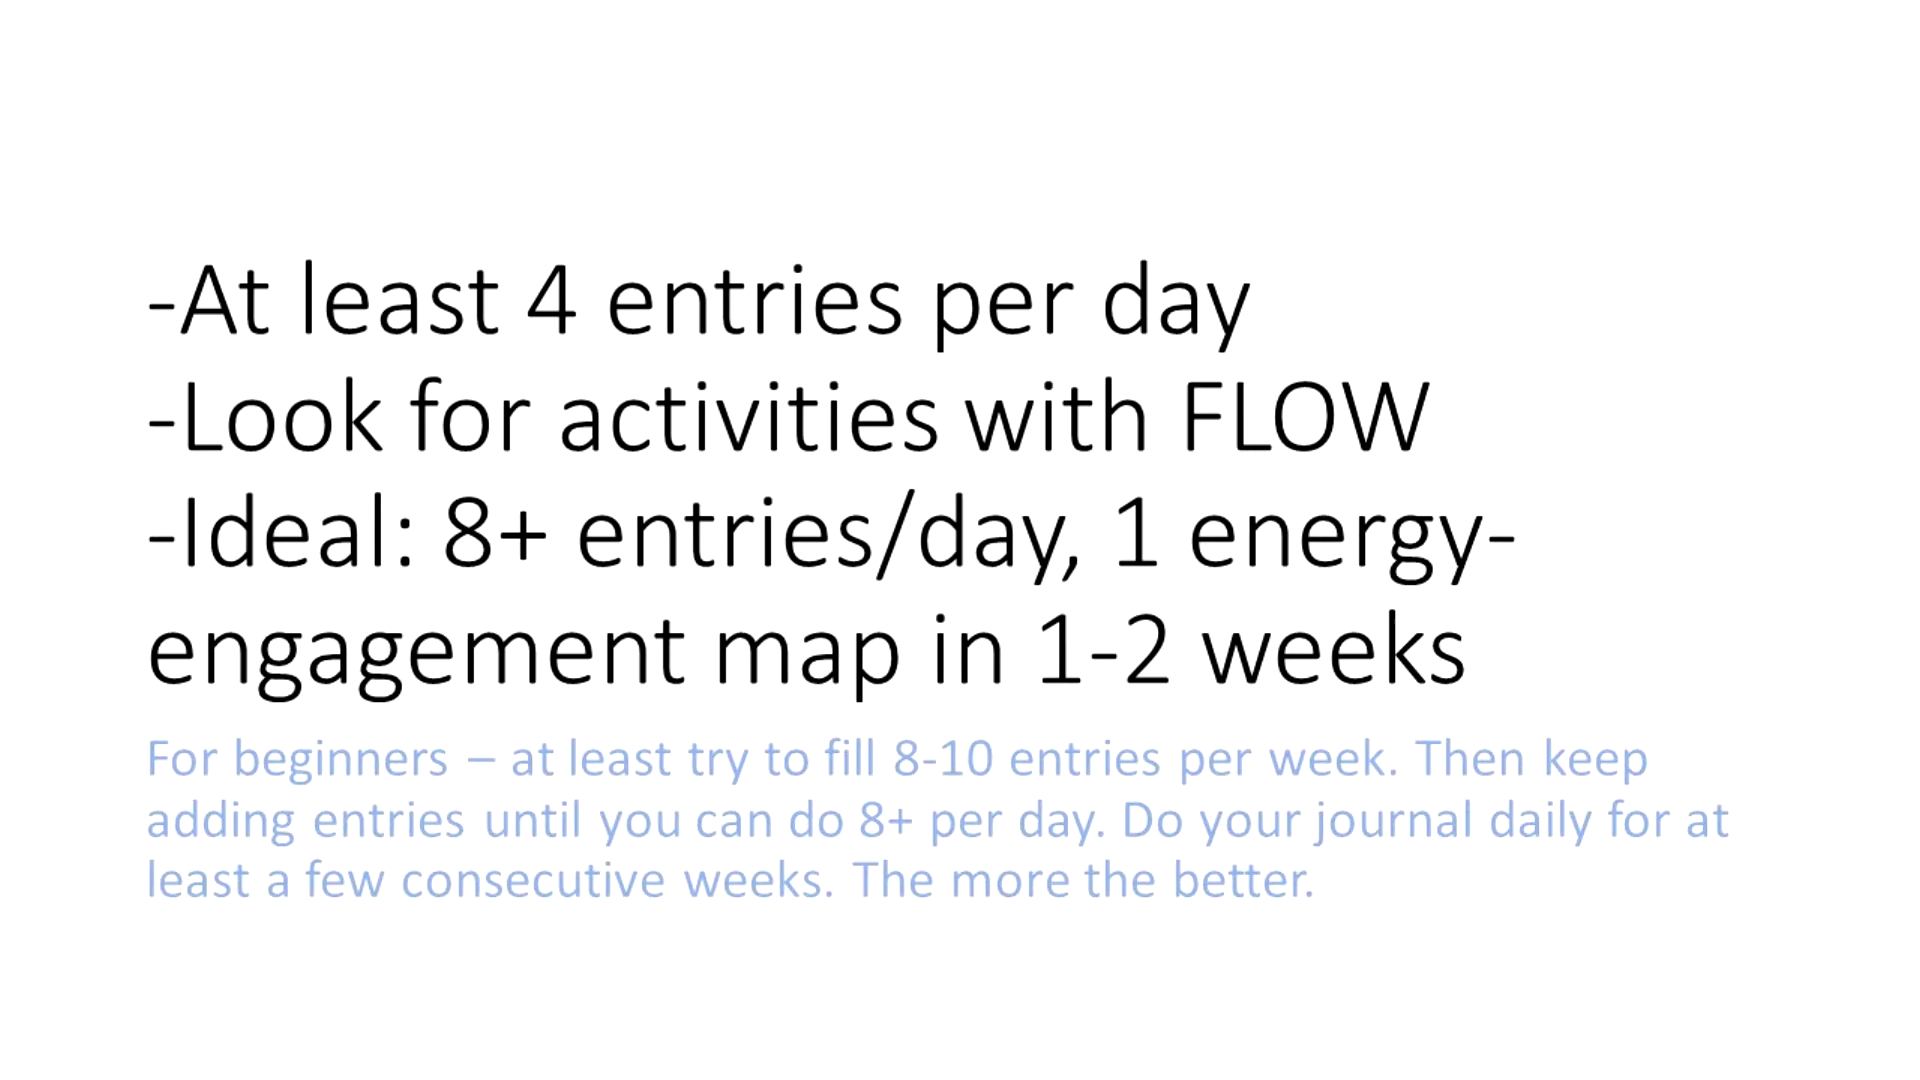 -At least 4 entries per day
-Look for activities with FLOW
-Ideal: 8+ entries/day, 1 energy-
engagement map in 1-2 weeks
For beginners – at least try to fill 8-10 entries per week. Then keep
adding entries until you can do 8+ per day. Do your journal daily for at
least a few consecutive weeks. The more the better.